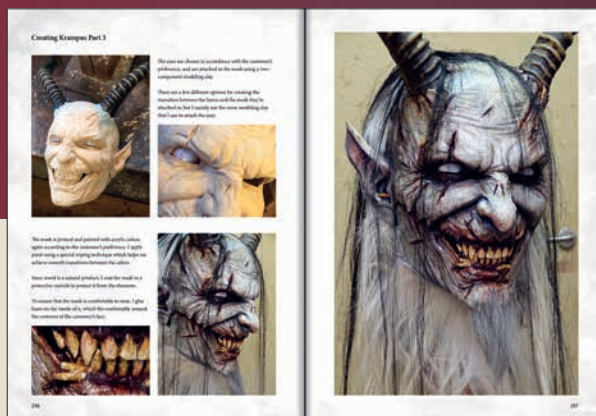 Creating Krampus Part 3
The eyes are chosen in accordance with the customer's
preference, and are attached to the mask using a two-
component modeling clay.
There are a few different options for creating the
transition between the horns and the mask they're
attached to, but I mainly use the same modeling clay
that I use to attach the eyes.
The mask is primed and painted with acrylic colors,
again according to the customer's preference. I apply
paint using a special wiping technique which helps me
achieve smooth transitions between the colors.
Since wood is a natural product, I coat the mask in a
protective varnish to protect it from the elements.
To ensure that the mask is comfortable to wear, I glue
foam on the inside of it, which fits comfortably around
the contours of the customer's face.
246
247